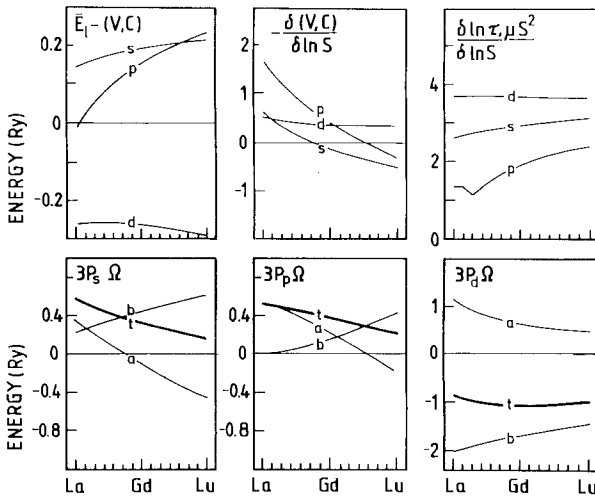 Ē_l - (V,C)
- δ(V,C) / δ ln S
δ ln τ, μS² / δ ln S
ENERGY (Ry)
0.2
0
-0.2
s
p
d
2
1
0
-1
p
d
s
4
2
0
d
s
p
3P_s Ω
3P_p Ω
3P_d Ω
ENERGY (Ry)
0.4
0
-0.4
-0.8
b
t
a
0.4
0
-0.4
-0.8
t
a
b
1
0
-1
-2
a
t
b
La Gd Lu
La Gd Lu
La Gd Lu